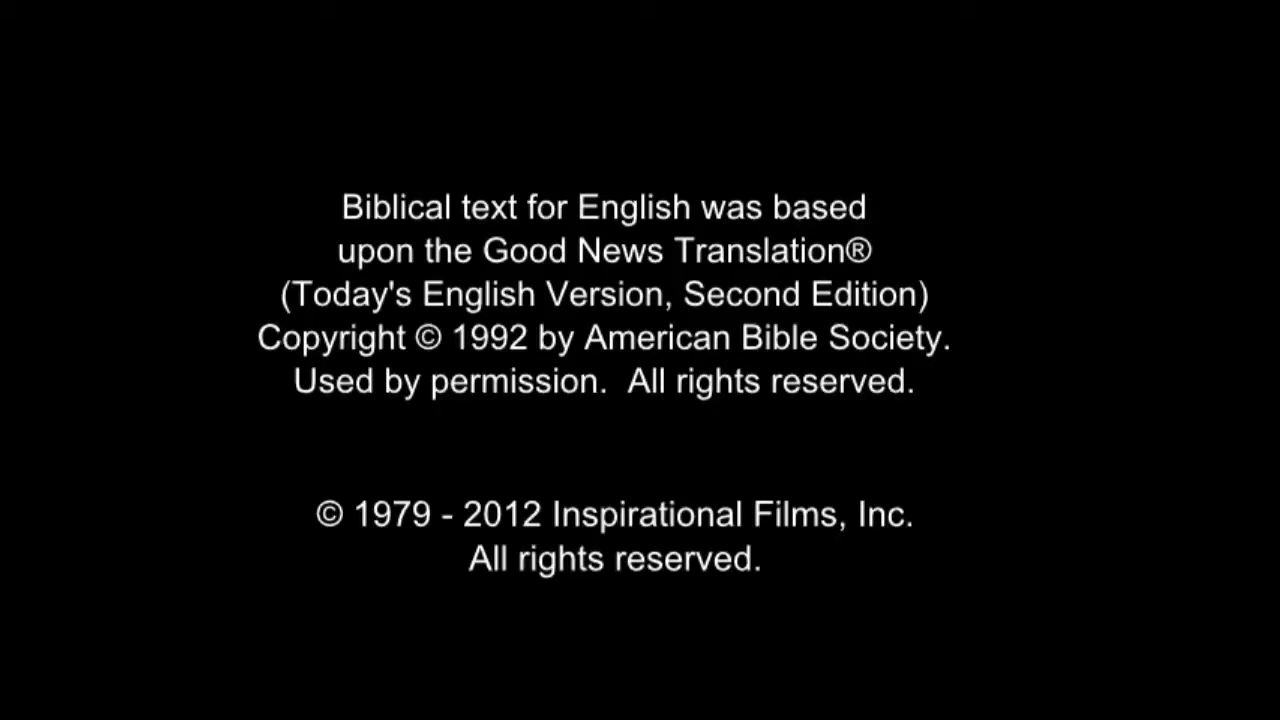 Biblical text for English was based
upon the Good News Translation®
(Today's English Version, Second Edition)
Copyright © 1992 by American Bible Society.
Used by permission.  All rights reserved.
© 1979 - 2012 Inspirational Films, Inc.
All rights reserved.